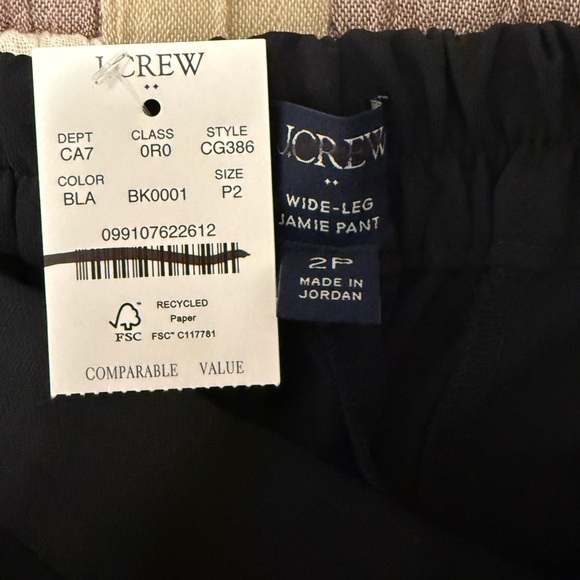 J.CREW
DEPT CLASS STYLE
CA7 0R0 CG386
COLOR SIZE
BLA BK0001 P2
099107622612
RECYCLED
Paper
FSC
FSC™ C117781
COMPARABLE VALUE
J.CREW
WIDE-LEG
JAMIE PANT
2P
MADE IN
JORDAN